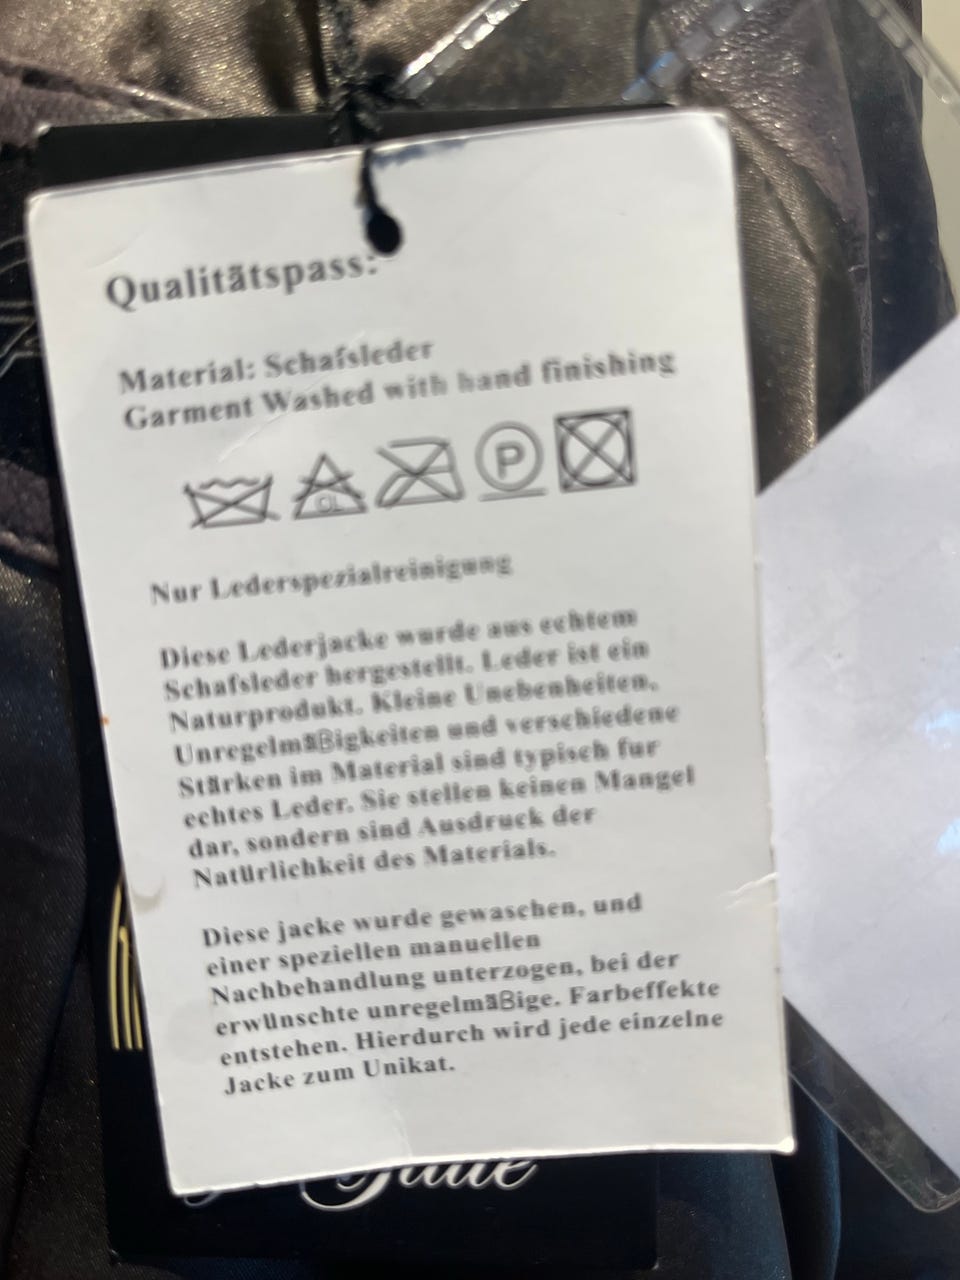 Qualitätspass:
Material: Schafsleder
Garment Washed with hand finishing
CL
P
Nur Lederspezialreinigung
Diese Lederjacke wurde aus echtem
Schafsleder hergestellt. Leder ist ein
Naturprodukt. Kleine Unebenheiten,
Unregelmäßigkeiten und verschiedene
Stärken im Material sind typisch fur
echtes Leder. Sie stellen keinen Mangel
dar, sondern sind Ausdruck der
Natürlichkeit des Materials.
Diese jacke wurde gewaschen, und
einer speziellen manuellen
Nachbehandlung unterzogen, bei der
erwünschte unregelmäßige. Farbeffekte
entstehen. Hierdurch wird jede einzelne
Jacke zum Unikat.